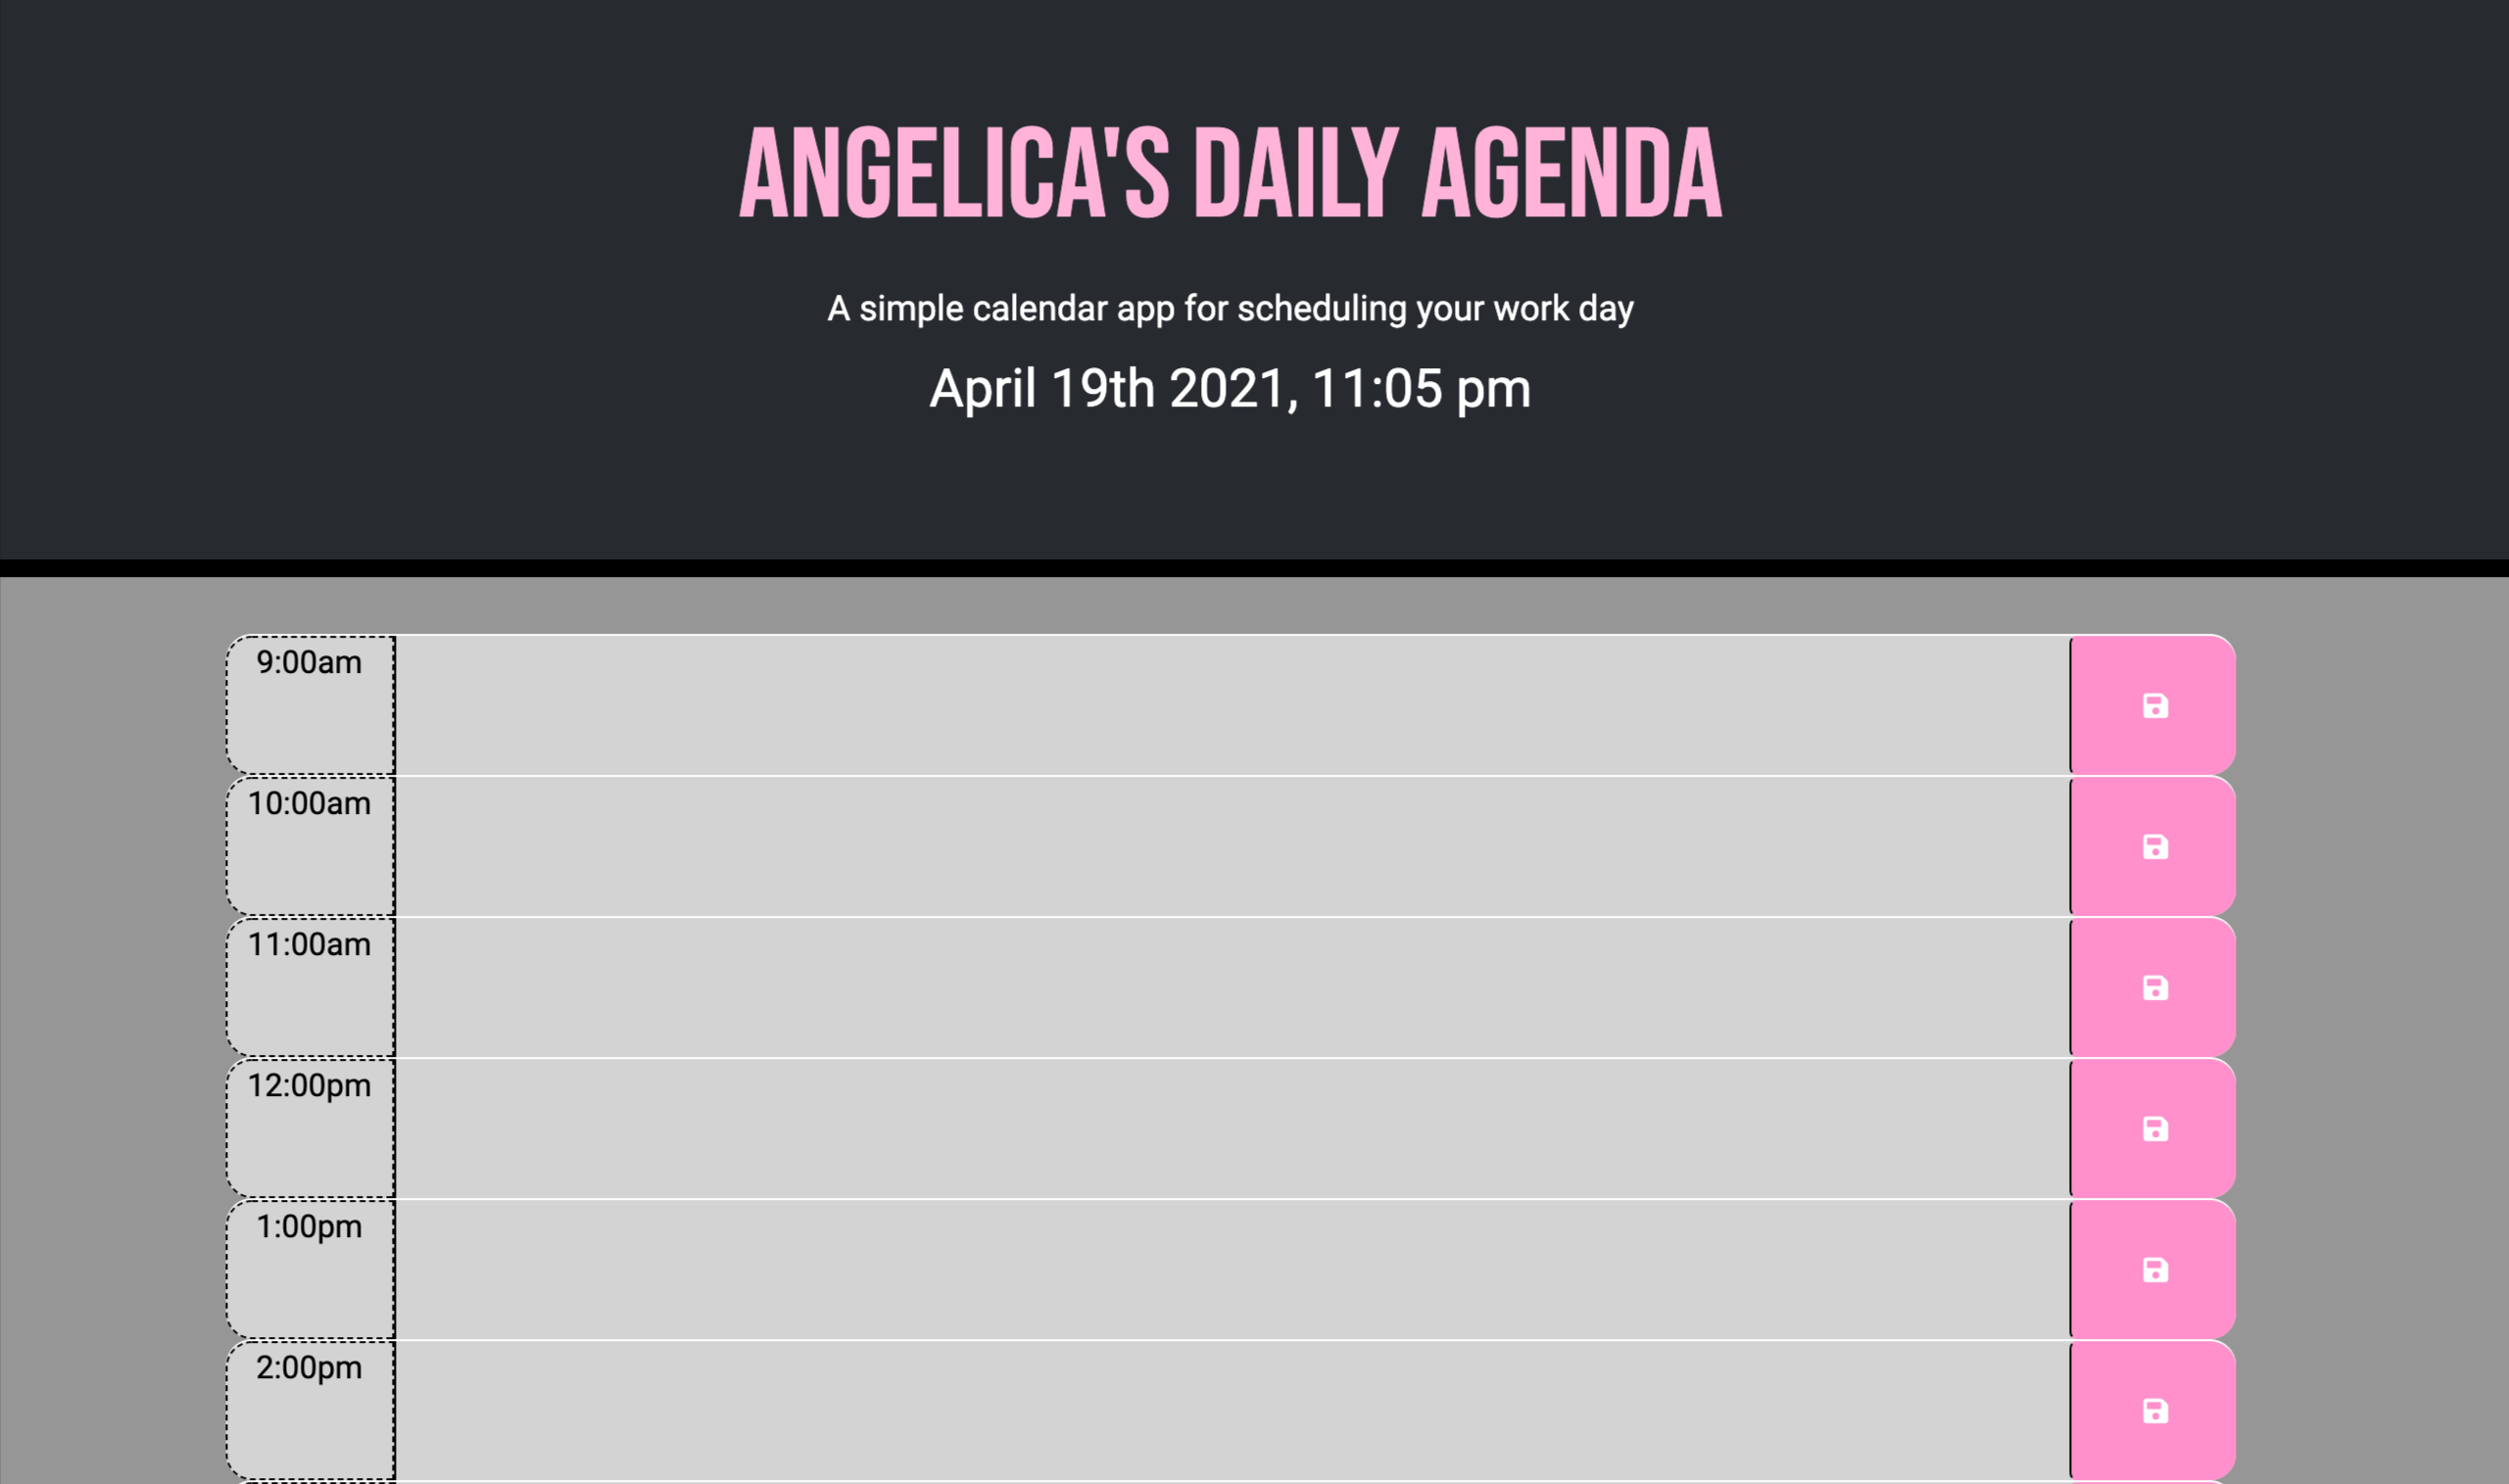 ANGELICA'S DAILY AGENDA
A simple calendar app for scheduling your work day
April 19th 2021, 11:05 pm
9:00am
10:00am
11:00am
12:00pm
1:00pm
2:00pm